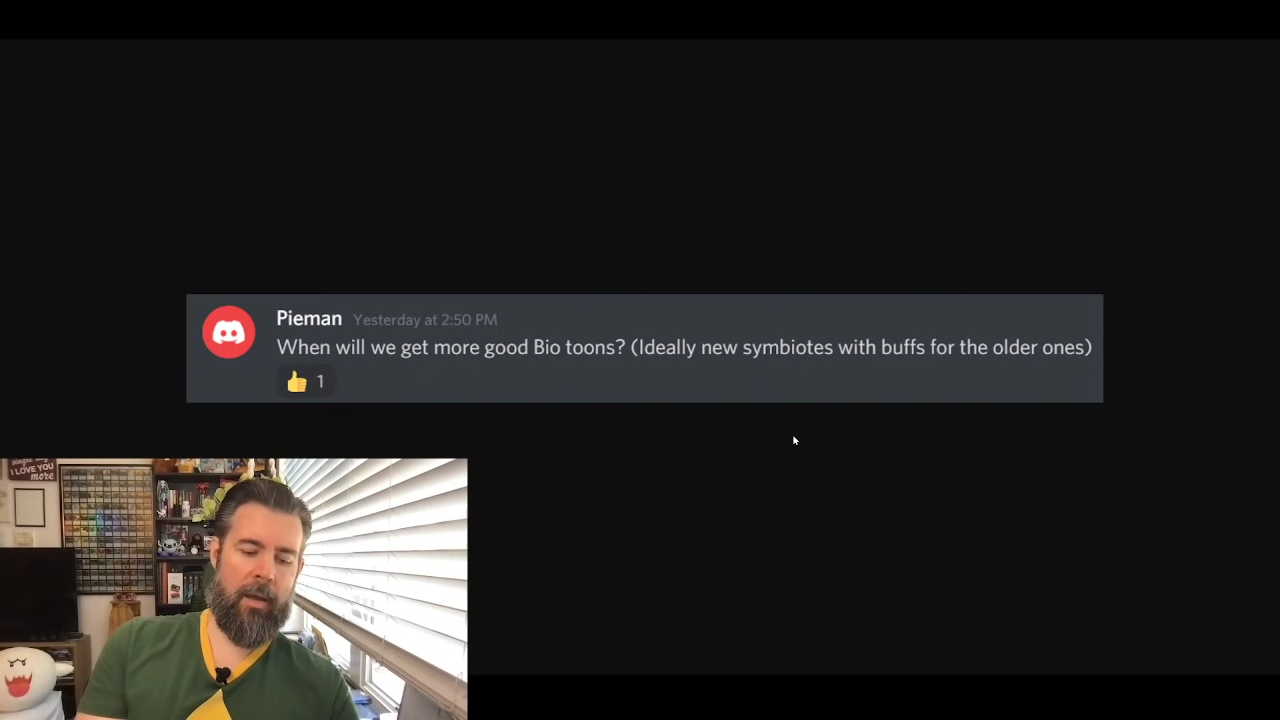 Pieman Yesterday at 2:50 PM
When will we get more good Bio toons? (Ideally new symbiotes with buffs for the older ones)
👍 1
I LOVE YOU
more